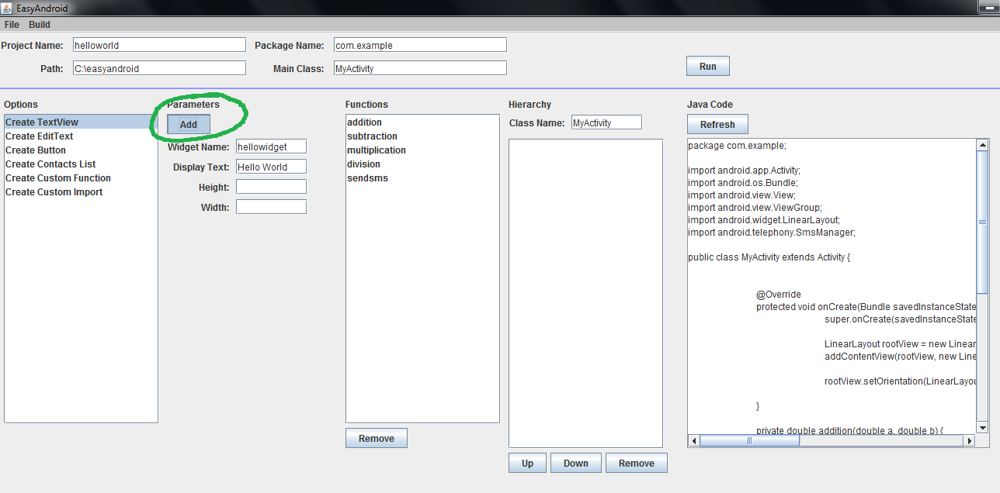 EasyAndroid
File Build
Project Name: helloworld Package Name: com.example
Path: C:\easyandroid Main Class: MyActivity
Run
Options
Create TextView
Create EditText
Create Button
Create Contacts List
Create Custom Function
Create Custom Import
Parameters
Add
Widget Name: hellowidget
Display Text: Hello World
Height:
Width:
Functions
addition
subtraction
multiplication
division
sendsms
Remove
Hierarchy
Class Name: MyActivity
Up Down Remove
Java Code
Refresh
package com.example;
import android.app.Activity;
import android.os.Bundle;
import android.view.View;
import android.view.ViewGroup;
import android.widget.LinearLayout;
import android.telephony.SmsManager;
public class MyActivity extends Activity {
@Override
protected void onCreate(Bundle savedInstanceState
super.onCreate(savedInstanceState
LinearLayout rootView = new Linear
addContentView(rootView, new Line
rootView.setOrientation(LinearLayou
}
private double addition(double a, double b) {